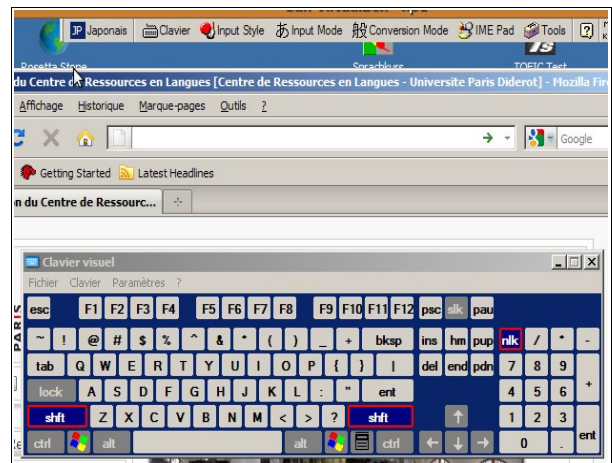 JP Japonais Clavier Input Style あ Input Mode 般 Conversion Mode IME Pad Tools ?
Rosetta Stone Sprachkurs TOEIC Test
du Centre de Ressources en Langues [Centre de Ressources en Langues - Universite Paris Diderot] - Mozilla Fire
Affichage Historique Marque-pages Outils ?
Google
Getting Started Latest Headlines
n du Centre de Ressourc...
Clavier visuel
Fichier Clavier Paramètres ?
esc F1 F2 F3 F4 F5 F6 F7 F8 F9 F10 F11 F12 psc slk pau
~ ! @ # $ % ^ & * ( ) _ + bksp ins hm pup nlk / * -
tab Q W E R T Y U I O P { } | del end pdn 7 8 9
lock A S D F G H J K L : " ent 4 5 6 +
shft Z X C V B N M < > ? shft ↑ 1 2 3
ctrl alt alt ctrl ← ↓ → 0 . ent
PARIS